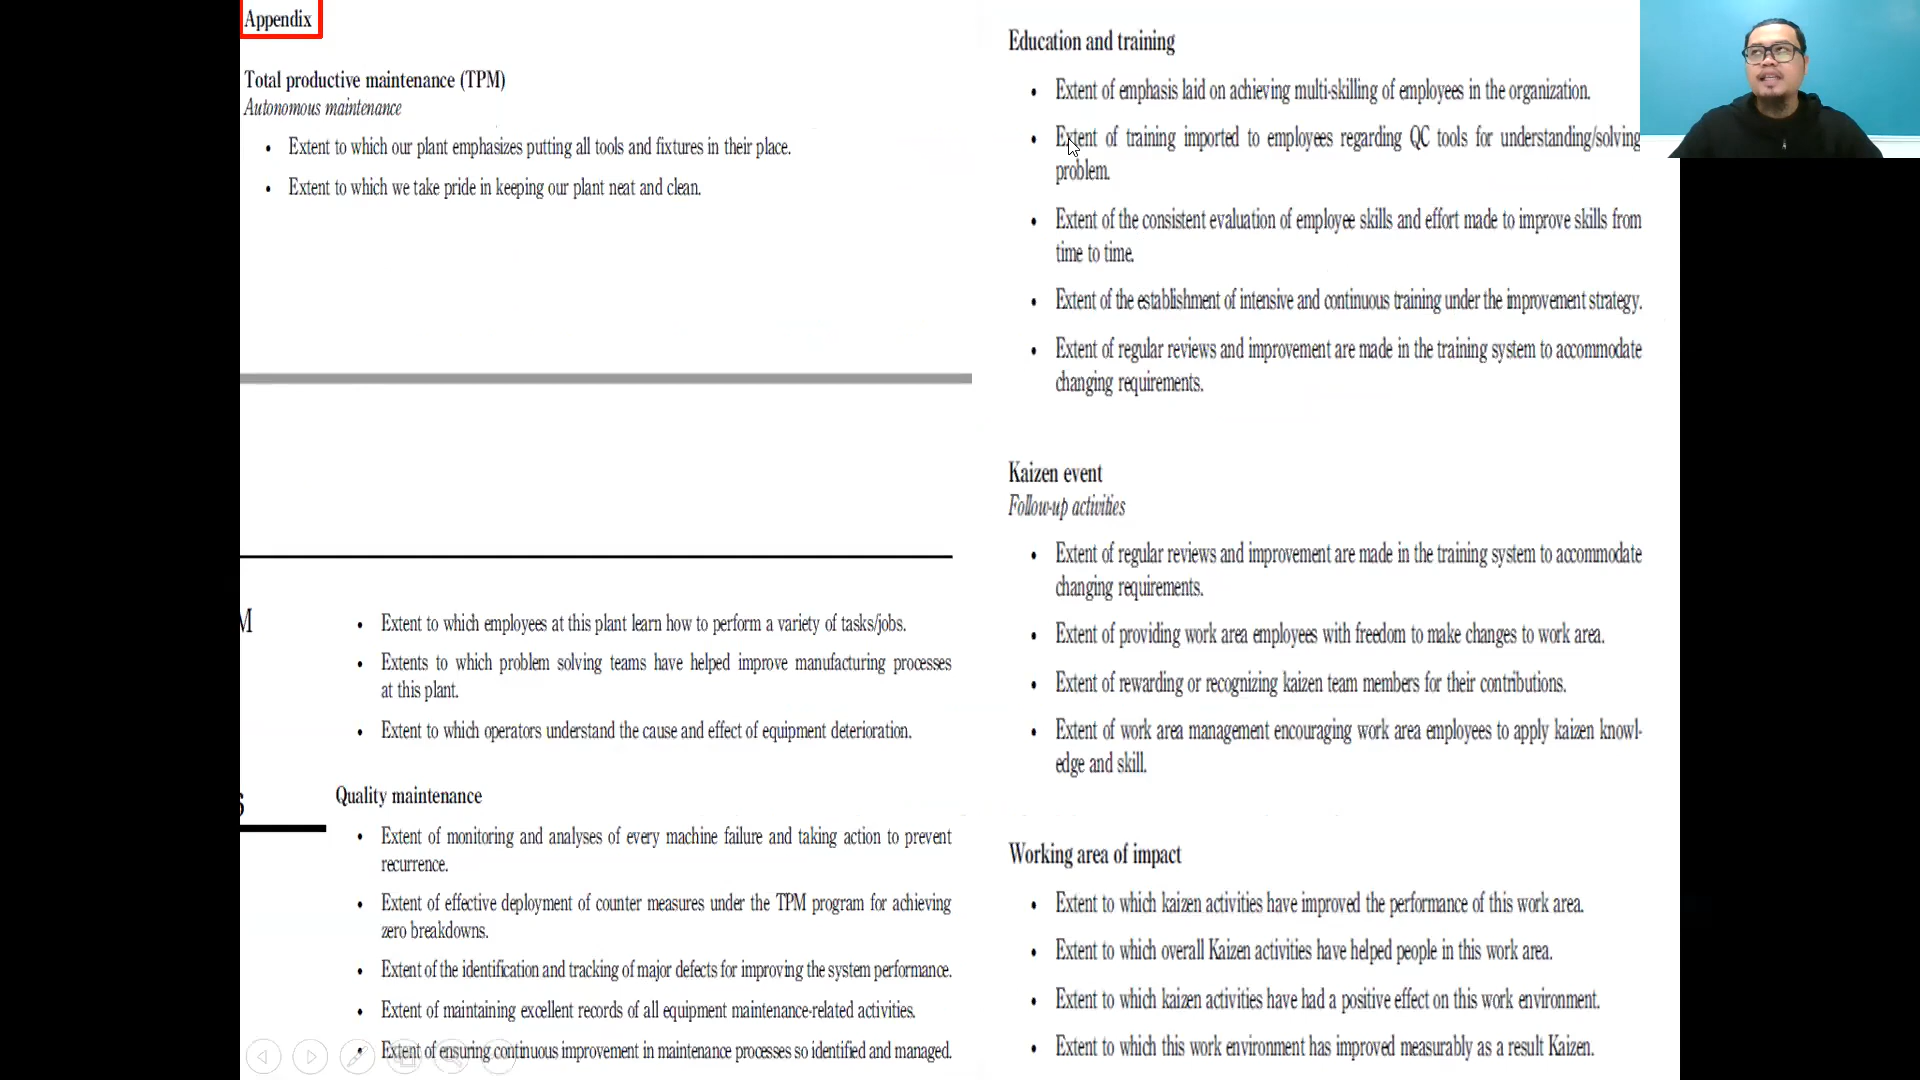 Appendix
Total productive maintenance (TPM)
Autonomous maintenance
• Extent to which our plant emphasizes putting all tools and fixtures in their place.
• Extent to which we take pride in keeping our plant neat and clean.
M
• Extent to which employees at this plant learn how to perform a variety of tasks/jobs.
• Extents to which problem solving teams have helped improve manufacturing processes
at this plant.
• Extent to which operators understand the cause and effect of equipment deterioration.
Quality maintenance
• Extent of monitoring and analyses of every machine failure and taking action to prevent
recurrence.
• Extent of effective deployment of counter measures under the TPM program for achieving
zero breakdowns.
• Extent of the identification and tracking of major defects for improving the system performance.
• Extent of maintaining excellent records of all equipment maintenance-related activities.
• Extent of ensuring continuous improvement in maintenance processes so identified and managed.
Education and training
• Extent of emphasis laid on achieving multi-skilling of employees in the organization.
• Extent of training imported to employees regarding QC tools for understanding/solving
problem.
• Extent of the consistent evaluation of employee skills and effort made to improve skills from
time to time.
• Extent of the establishment of intensive and continuous training under the improvement strategy.
• Extent of regular reviews and improvement are made in the training system to accommodate
changing requirements.
Kaizen event
Follow-up activities
• Extent of regular reviews and improvement are made in the training system to accommodate
changing requirements.
• Extent of providing work area employees with freedom to make changes to work area.
• Extent of rewarding or recognizing kaizen team members for their contributions.
• Extent of work area management encouraging work area employees to apply kaizen knowl-
edge and skill.
Working area of impact
• Extent to which kaizen activities have improved the performance of this work area.
• Extent to which overall Kaizen activities have helped people in this work area.
• Extent to which kaizen activities have had a positive effect on this work environment.
• Extent to which this work environment has improved measurably as a result Kaizen.